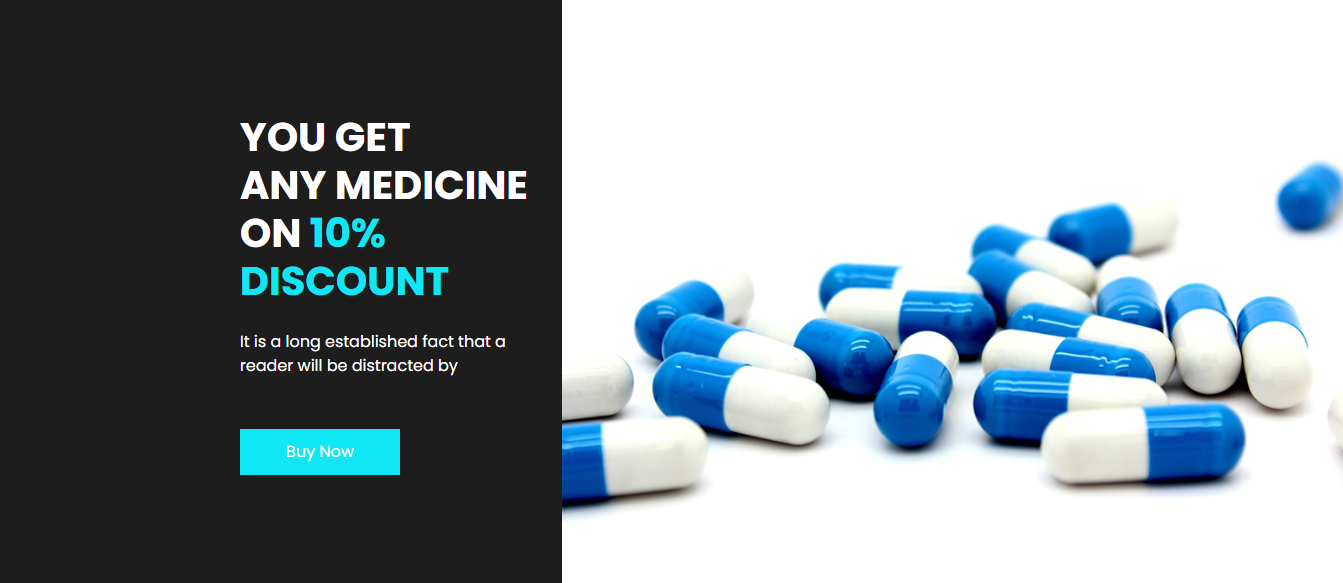 YOU GET
ANY MEDICINE
ON 10%
DISCOUNT
It is a long established fact that a
reader will be distracted by
Buy Now